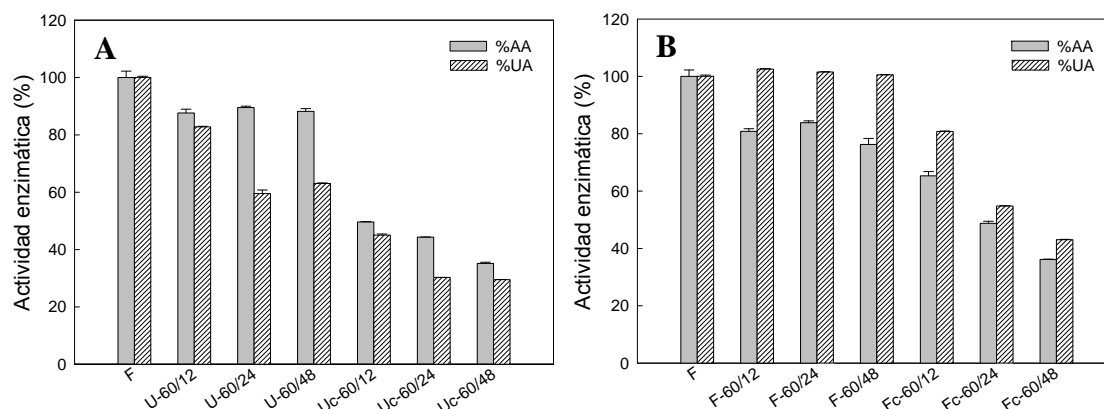 A
%AA
%UA
Actividad enzimática (%)
120
100
80
60
40
20
0
F
U-60/12
U-60/24
U-60/48
Uc-60/12
Uc-60/24
Uc-60/48
B
%AA
%UA
Actividad enzimática (%)
120
100
80
60
40
20
0
F
F-60/12
F-60/24
F-60/48
Fc-60/12
Fc-60/24
Fc-60/48